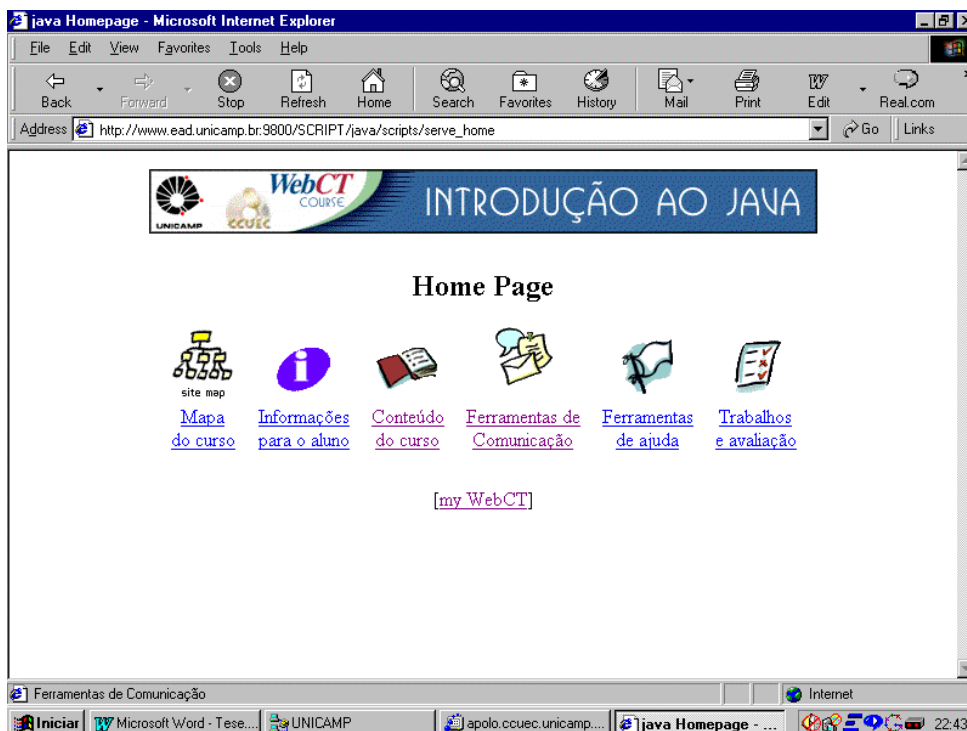 java Homepage - Microsoft Internet Explorer
File Edit View Favorites Tools Help
Back Forward Stop Refresh Home Search Favorites History Mail Print Edit Real.com
Address http://www.ead.unicamp.br:9800/SCRIPT/java/scripts/serve_home Go Links
UNICAMP CCUEC WebCT COURSE INTRODUÇÃO AO JAVA
Home Page
site map
Mapa Informações Conteúdo Ferramentas de Ferramentas Trabalhos
do curso para o aluno do curso Comunicação de ajuda e avaliação
[my WebCT]
Ferramentas de Comunicação Internet
Iniciar Microsoft Word - Tese.... UNICAMP apolo.ccuec.unicamp.... java Homepage - ... 22:43